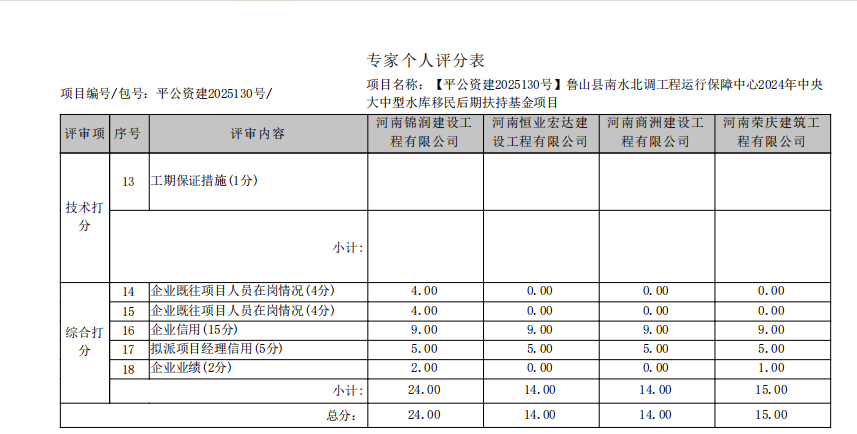 专家个人评分表
项目编号/包号：平公资建2025130号/
项目名称：【平公资建2025130号】鲁山县南水北调工程运行保障中心2024年中央
大中型水库移民后期扶持基金项目
评审项 序号 评审内容 河南锦润建设工程有限公司 河南恒业宏达建设工程有限公司 河南商洲建设工程有限公司 河南荣庆建筑工程有限公司
技术打分
13 工期保证措施(1分)
小计:
综合打分
14 企业既往项目人员在岗情况(4分) 4.00 0.00 0.00 0.00
15 企业既往项目人员在岗情况(4分) 4.00 0.00 0.00 0.00
16 企业信用(15分) 9.00 9.00 9.00 9.00
17 拟派项目经理信用(5分) 5.00 5.00 5.00 5.00
18 企业业绩(2分) 2.00 0.00 0.00 1.00
小计: 24.00 14.00 14.00 15.00
总分: 24.00 14.00 14.00 15.00